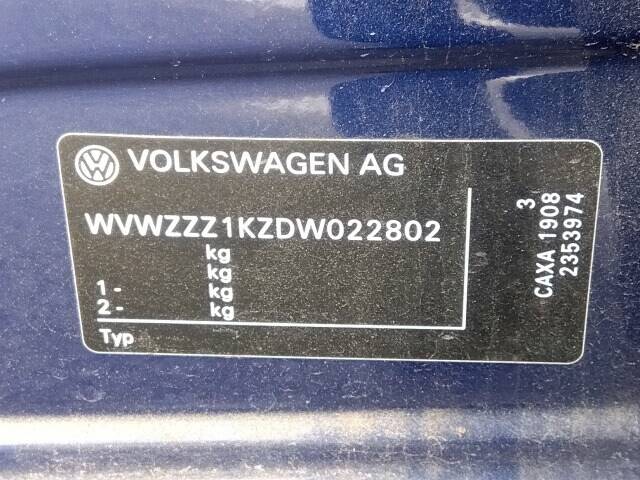 VOLKSWAGEN AG
WVWZZZ1KZDW022802
kg
kg
1 - kg
2 - kg
Typ
3
CAXA 1908
2353974